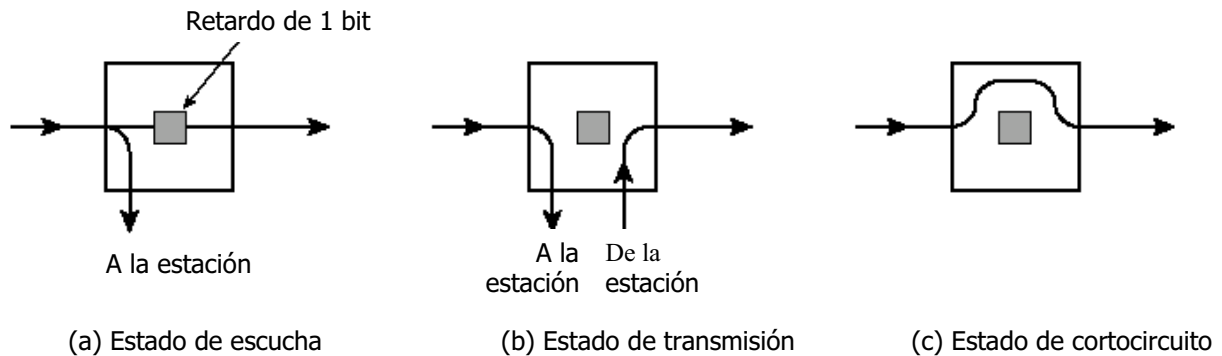 Retardo de 1 bit
A la estación
A la
estación
De la
estación
(a) Estado de escucha
(b) Estado de transmisión
(c) Estado de cortocircuito